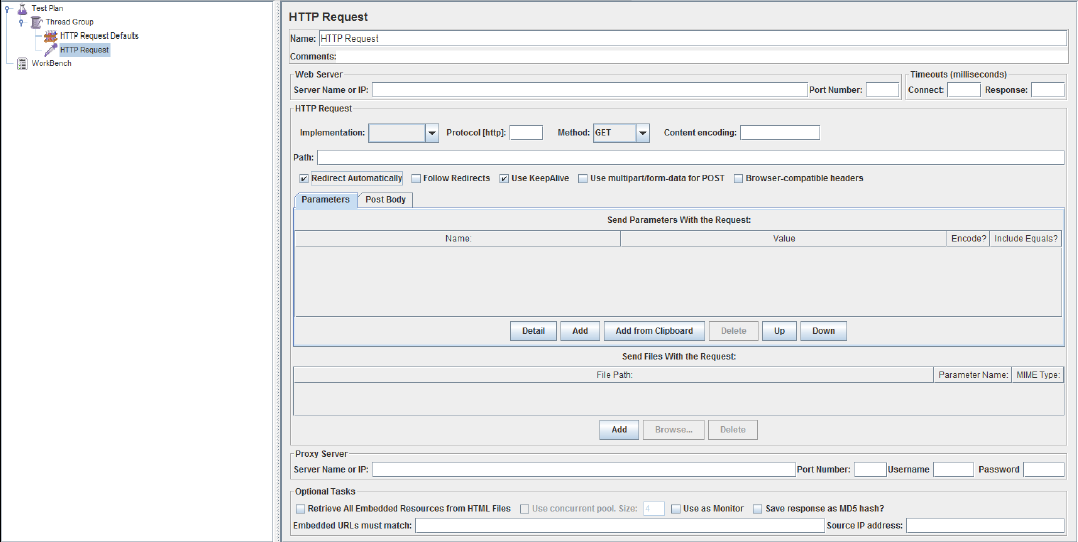 Test Plan
Thread Group
HTTP Request Defaults
HTTP Request
WorkBench
HTTP Request
Name: HTTP Request
Comments:
Web Server
Server Name or IP: Port Number:
Timeouts (milliseconds)
Connect: Response:
HTTP Request
Implementation: Protocol [http]: Method: GET Content encoding:
Path:
Redirect Automatically Follow Redirects Use KeepAlive Use multipart/form-data for POST Browser-compatible headers
Parameters Post Body
Send Parameters With the Request:
Name: Value Encode? Include Equals?
Detail Add Add from Clipboard Delete Up Down
Send Files With the Request:
File Path: Parameter Name: MIME Type:
Add Browse... Delete
Proxy Server
Server Name or IP: Port Number: Username Password
Optional Tasks
Retrieve All Embedded Resources from HTML Files Use concurrent pool. Size: 4 Use as Monitor Save response as MD5 hash?
Embedded URLs must match: Source IP address: